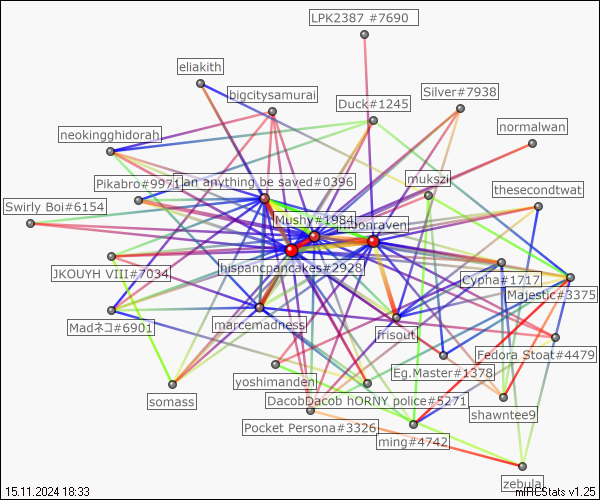 LPK2387 #7690
eliakith
bigcitysamurai
Silver#7938
Duck#1245
normalwan
neokingghidorah
mukszi
Pikabro#9971
an anything be saved#0396
thesecondtwat
Swirly Boi#6154
Mushy#1984
hispancpancakes#2928
JKOUYH VIII#7034
Cypha#1717
Majestic#3375
Madネコ#6901
marcemadness
frisout
Fedora Stoat#4479
Eg.Master#1378
yoshimanden
somass
DacobDacob hORNY police#5271
shawntee9
Pocket Persona#3326
ming#4742
zebula
15.11.2024 18:33
mIRCStats v1.25